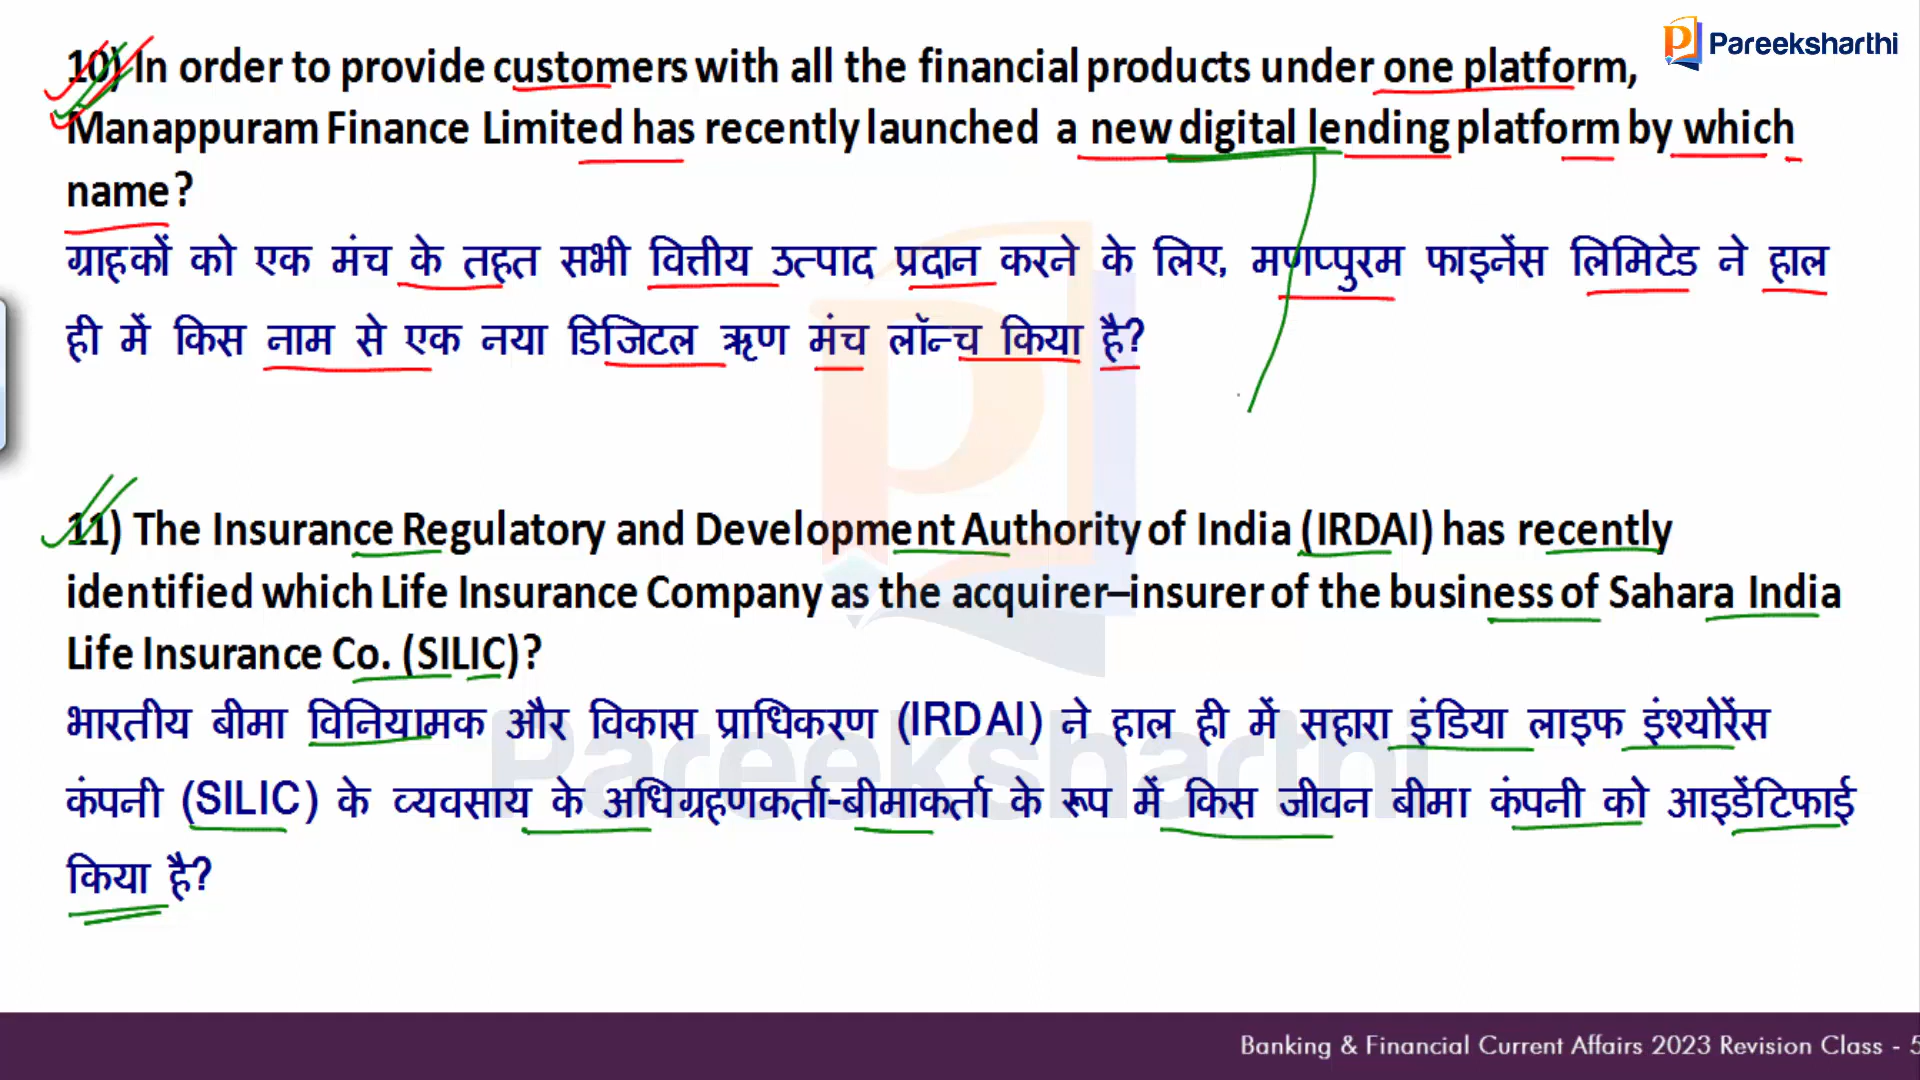 Pareeksharthi
10) In order to provide customers with all the financial products under one platform,
Manappuram Finance Limited has recently launched a new digital lending platform by which
name?
ग्राहकों को एक मंच के तहत सभी वित्तीय उत्पाद प्रदान करने के लिए, मणप्पुरम फाइनेंस लिमिटेड ने हाल
ही में किस नाम से एक नया डिजिटल ऋण मंच लॉन्च किया है?
11) The Insurance Regulatory and Development Authority of India (IRDAI) has recently
identified which Life Insurance Company as the acquirer–insurer of the business of Sahara India
Life Insurance Co. (SILIC)?
भारतीय बीमा विनियामक और विकास प्राधिकरण (IRDAI) ने हाल ही में सहारा इंडिया लाइफ इंश्योरेंस
कंपनी (SILIC) के व्यवसाय के अधिग्रहणकर्ता-बीमाकर्ता के रूप में किस जीवन बीमा कंपनी को आइडेंटिफाई
किया है?
Pareeksharthi
Banking & Financial Current Affairs 2023 Revision Class - 5